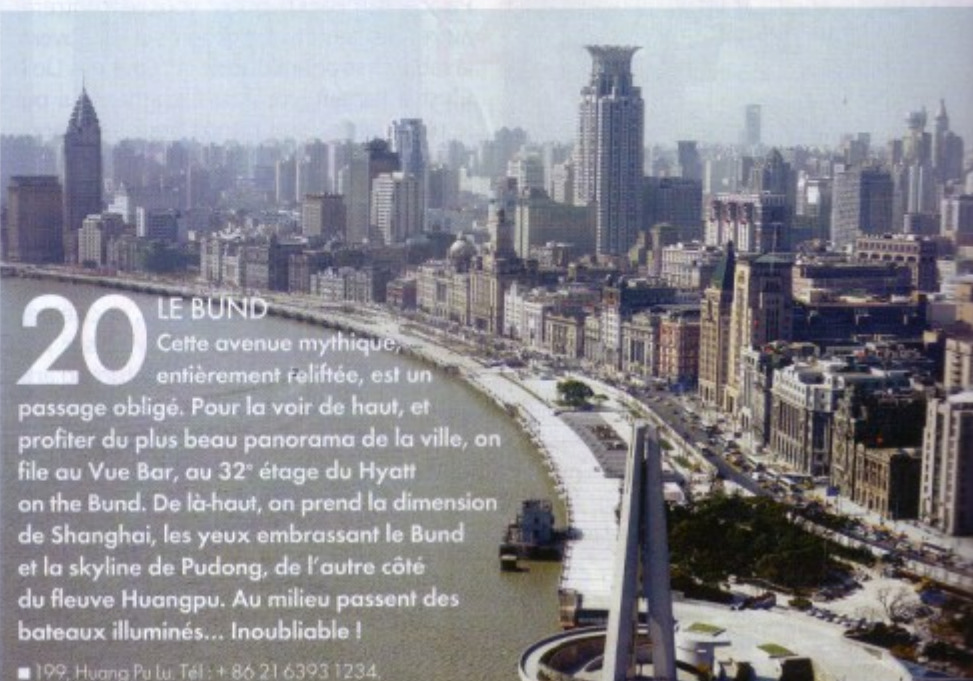 20
LE BUND
Cette avenue mythique,
entièrement reliftée, est un
passage obligé. Pour la voir de haut, et
profiter du plus beau panorama de la ville, on
file au Vue Bar, au 32e étage du Hyatt
on the Bund. De là-haut, on prend la dimension
de Shanghai, les yeux embrassant le Bund
et la skyline de Pudong, de l'autre côté
du fleuve Huangpu. Au milieu passent des
bateaux illuminés... Inoubliable !
■ 199, Huang Pu Lu. Tél : + 86 21 6393 1234.